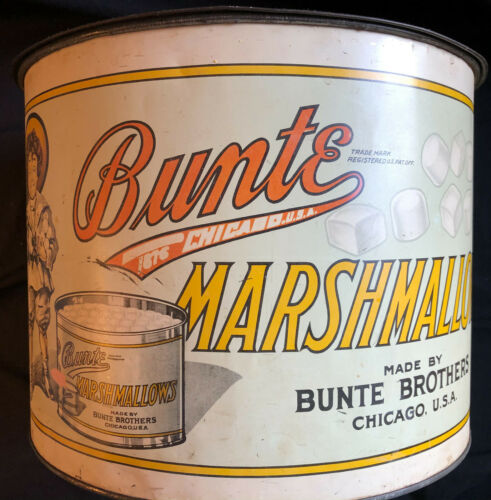 Bunte
TRADE MARK
REGISTERED U.S. PAT. OFF.
1876 CHICAGO. U.S.A.
MARSHMALLO
MADE BY
BUNTE BROTHERS
CHICAGO, U.S.A.
Bunte
MARSHMALLOWS
MADE BY
BUNTE BROTHERS
CHICAGO, U.S.A.